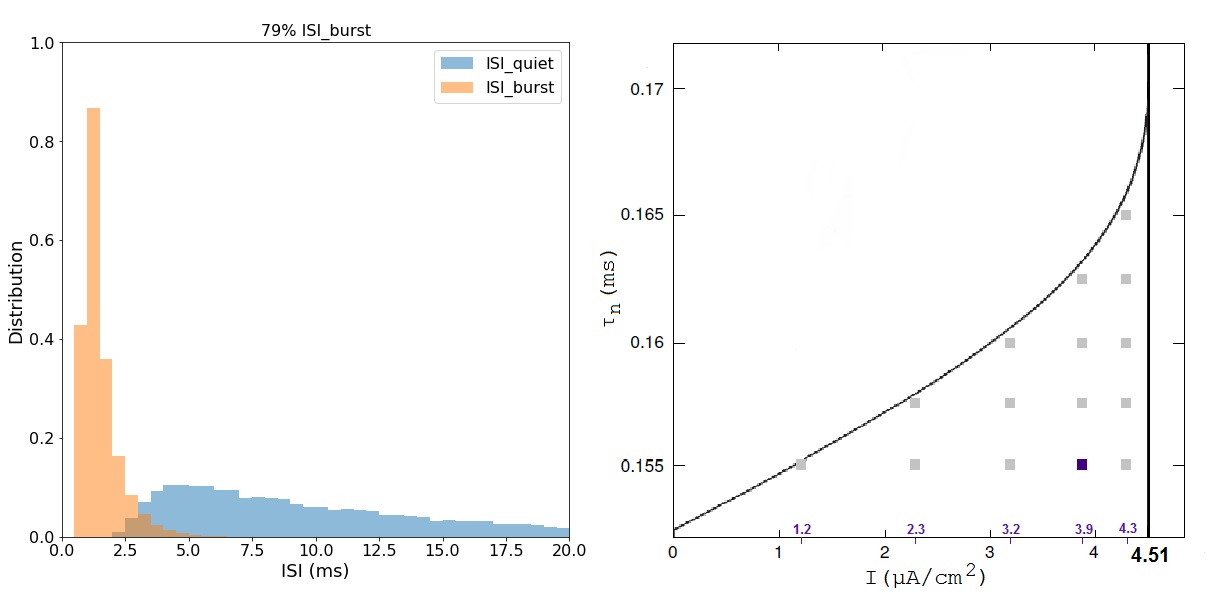 79% ISI_burst
1.0
0.8
0.6
0.4
0.2
0.0
Distribution
ISI_quiet
ISI_burst
0.0 2.5 5.0 7.5 10.0 12.5 15.0 17.5 20.0
ISI (ms)
0.17
0.165
0.16
0.155
τn (ms)
1.2 2.3 3.2 3.9 4.3
0 1 2 3 4 4.51
I(μA/cm2)